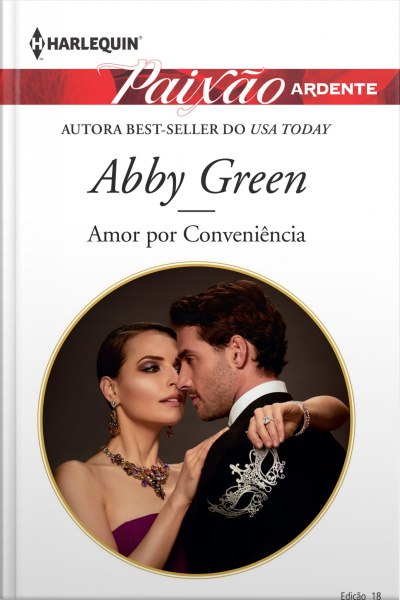 HARLEQUIN®
Paixão ARDENTE
AUTORA BEST-SELLER DO USA TODAY
Abby Green
Amor por Conveniência
Edição 18